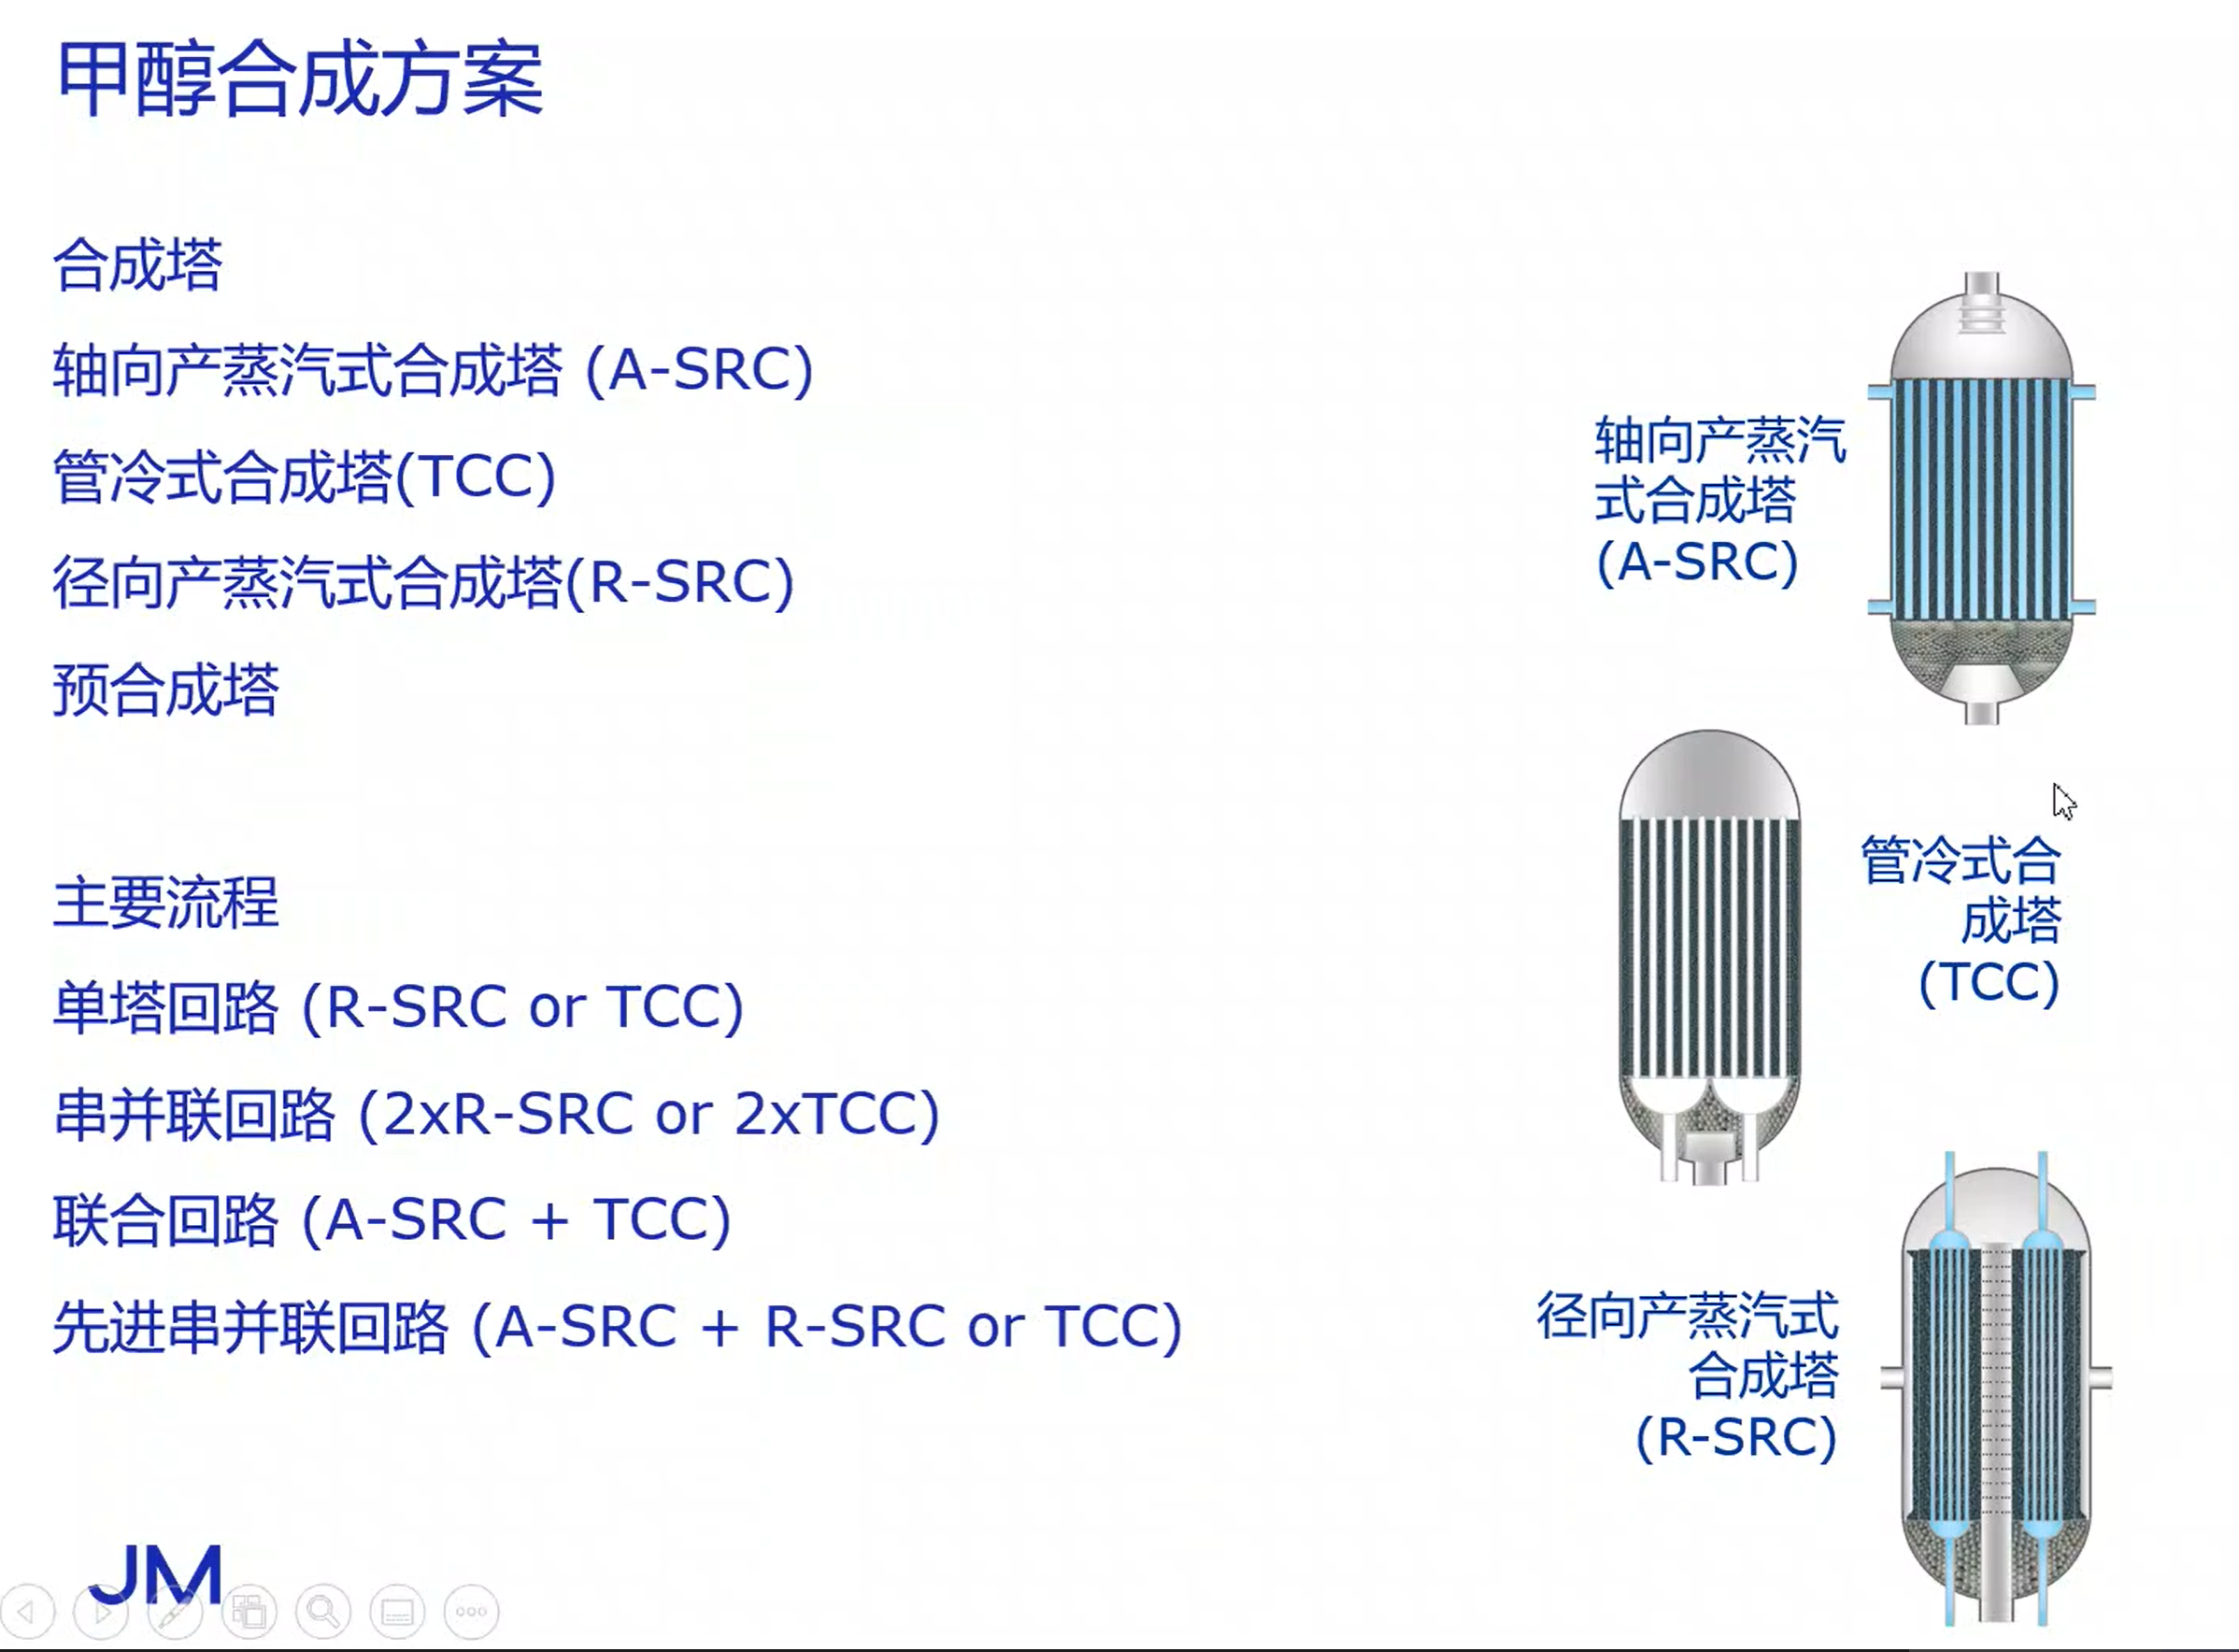 甲醇合成方案
合成塔
轴向产蒸汽式合成塔 (A-SRC)
管冷式合成塔(TCC)
径向产蒸汽式合成塔(R-SRC)
预合成塔
主要流程
单塔回路 (R-SRC or TCC)
串并联回路 (2xR-SRC or 2xTCC)
联合回路 (A-SRC + TCC)
先进串并联回路 (A-SRC + R-SRC or TCC)
轴向产蒸汽
式合成塔
(A-SRC)
管冷式合
成塔
(TCC)
径向产蒸汽式
合成塔
(R-SRC)
JM